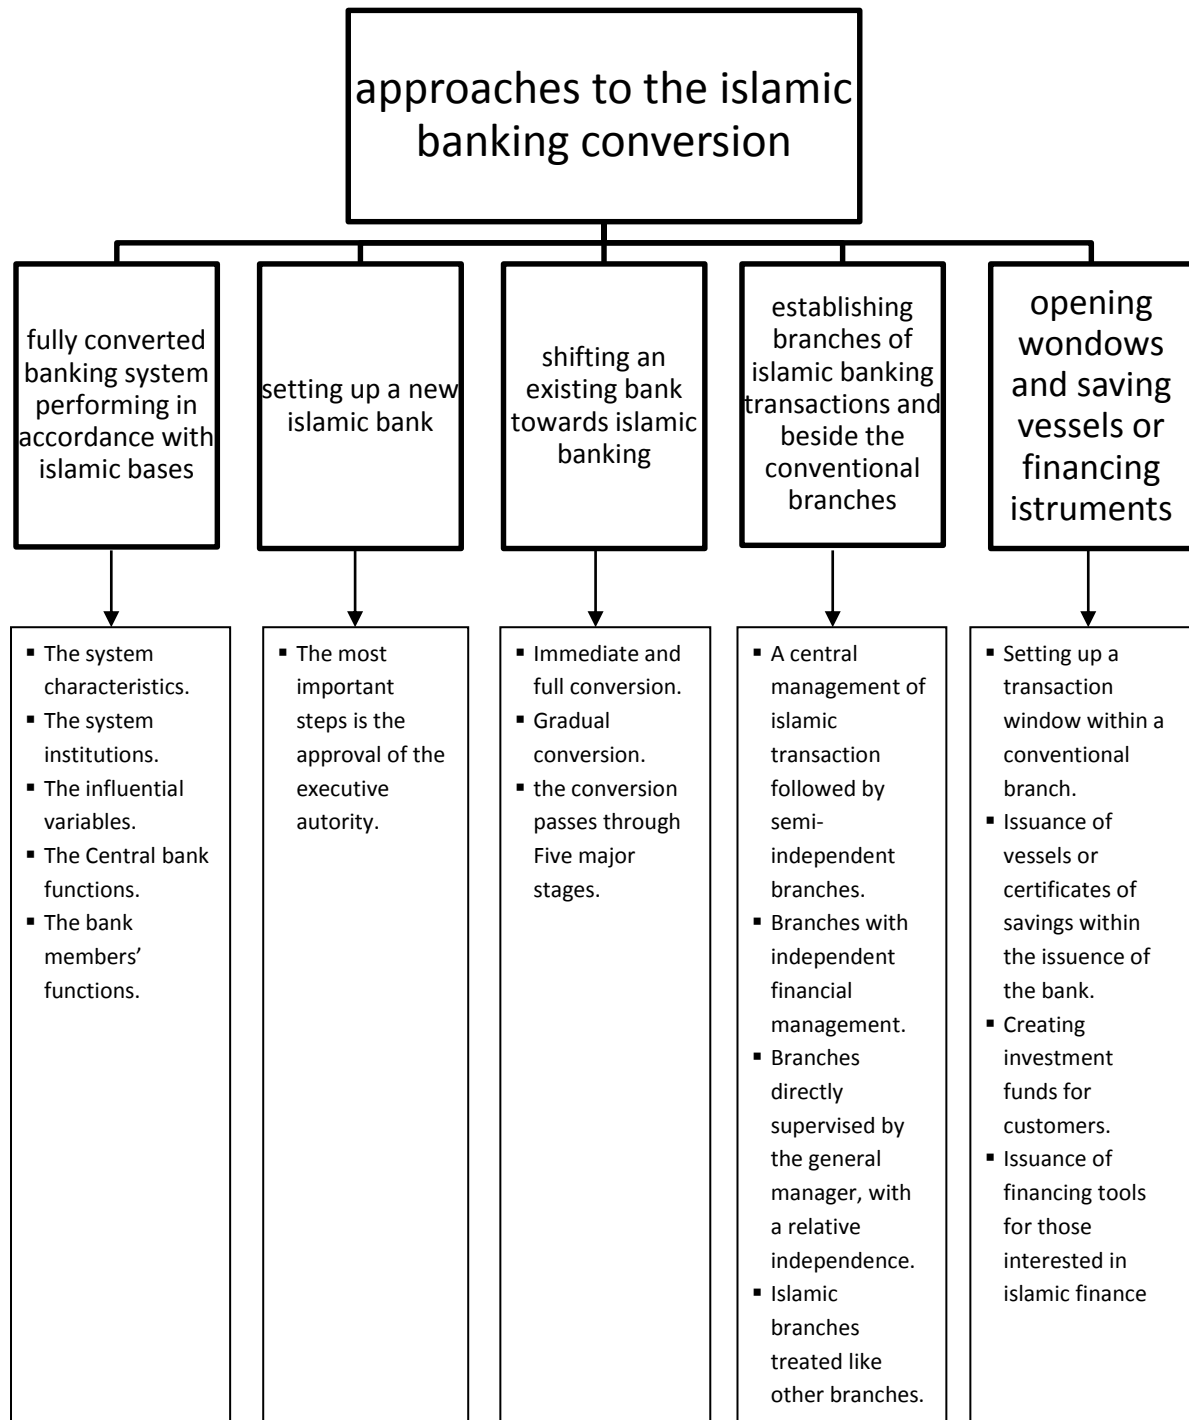 approaches to the islamic
banking conversion
fully converted
banking system
performing in
accordance with
islamic bases
setting up a new
islamic bank
shifting an
existing bank
towards islamic
banking
establishing
branches of
islamic banking
transactions and
beside the
conventional
branches
opening
wondows
and saving
vessels or
financing
istruments
▪ The system
characteristics.
▪ The system
institutions.
▪ The influential
variables.
▪ The Central bank
functions.
▪ The bank
members’
functions.
▪ The most
important
steps is the
approval of the
executive
autority.
▪ Immediate and
full conversion.
▪ Gradual
conversion.
▪ the conversion
passes through
Five major
stages.
▪ A central
management of
islamic
transaction
followed by
semi-
independent
branches.
▪ Branches with
independent
financial
management.
▪ Branches
directly
supervised by
the general
manager, with
a relative
independence.
▪ Islamic
branches
treated like
other branches.
▪ Setting up a
transaction
window within a
conventional
branch.
▪ Issuance of
vessels or
certificates of
savings within
the issuence of
the bank.
▪ Creating
investment
funds for
customers.
▪ Issuance of
financing tools
for those
interested in
islamic finance